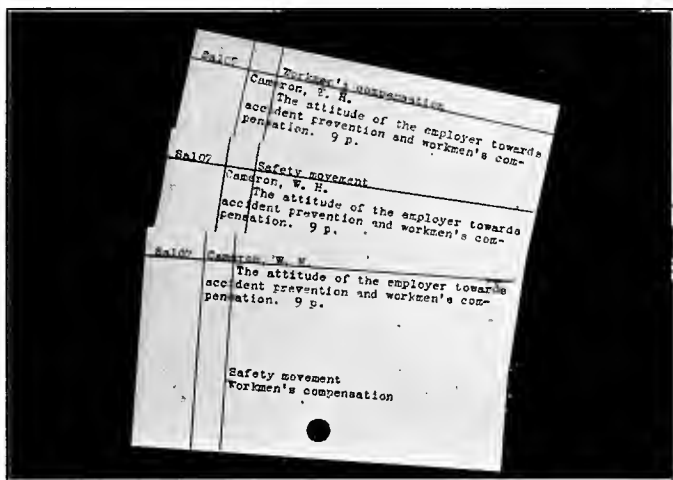 Sa107 Workmen's compensation
Cameron, W. H.
The attitude of the employer towards
accident prevention and workmen's com-
pensation. 9 p.
Sa107 Safety movement
Cameron, W. H.
The attitude of the employer towards
accident prevention and workmen's com-
pensation. 9 p.
Sa107 Cameron, W. H.
The attitude of the employer towards
accident prevention and workmen's com-
pensation. 9 p.
Safety movement
Workmen's compensation